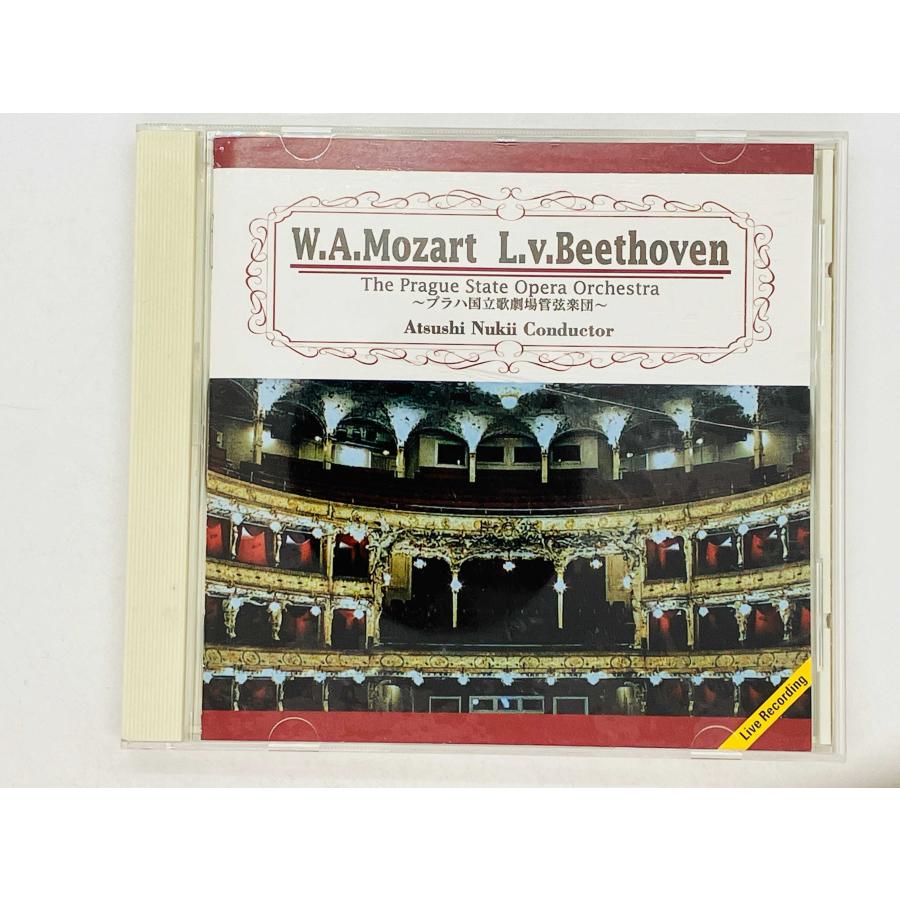 W.A.Mozart L.v.Beethoven
The Prague State Opera Orchestra
～プラハ国立歌劇場管弦楽団～
Atsushi Nukii Conductor
Live Recording